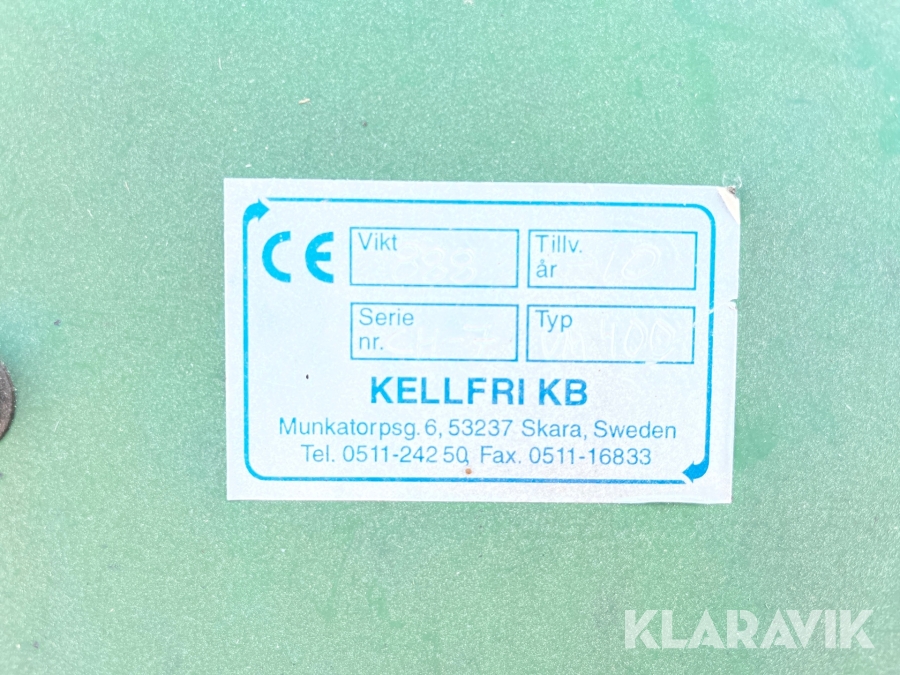 CE
Vikt
Tillv.
år
Serie
nr.
Typ
KELLFRI KB
Munkatorpsg. 6, 53237 Skara, Sweden
Tel. 0511-242 50, Fax. 0511-16833
KLARAVIK